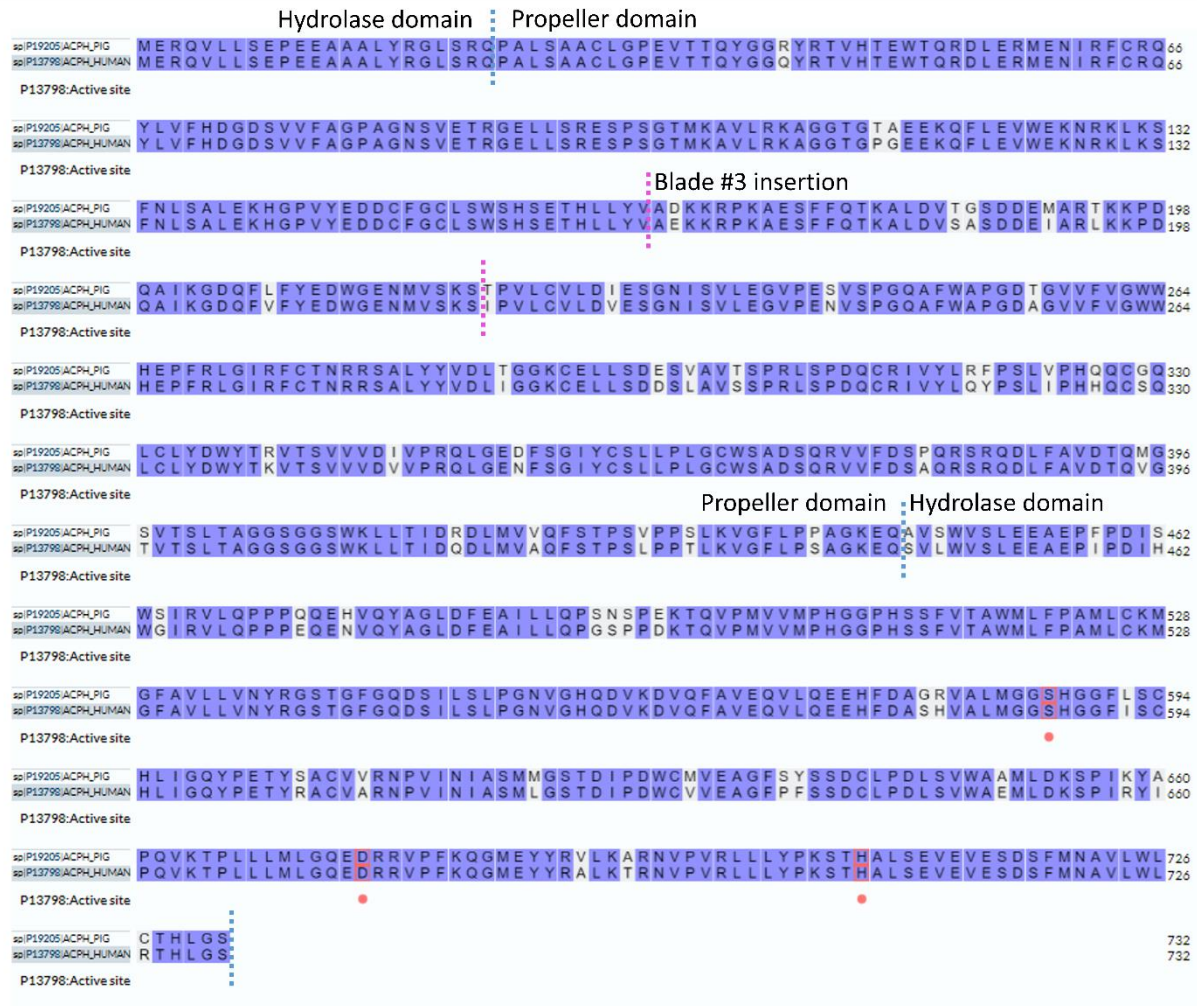 Hydrolase domain Propeller domain
sp|P19205|ACPH_PIG MERQVLLSEPEEAAALYRGLSRQPALSAACLGPEVTTQYGGRYRTVHTEWTQRDLERMENIRFCRQ 66
sp|P13798|ACPH_HUMAN MERQVLLSEPEEAAALYRGLSRQPALSAACLGPEVTTQYGGQYRTVHTEWTQRDLERMENIRFCRQ 66
P13798:Active site
sp|P19205|ACPH_PIG YLVFHDGDSVVFAGPAGNSVETRGELLSRESPSGTMKAVLRKAGGTGTAEEKQFLEVWEKNRKLKS 132
sp|P13798|ACPH_HUMAN YLVFHDGDSVVFAGPAGNSVETRGELLSRESPSGTMKAVLRKAGGTGPGEEKQFLEVWEKNRKLKS 132
P13798:Active site
Blade #3 insertion
sp|P19205|ACPH_PIG FNLSALEKHGPVYEDDCFGCLSWSHSETHLLYVADKKRPKAESFFQTKALDVTGSDDEMARTKKPD 198
sp|P13798|ACPH_HUMAN FNLSALEKHGPVYEDDCFGCLSWSHSETHLLYVAEKKRPKAESFFQTKALDVSASDDEIARLKKPD 198
P13798:Active site
sp|P19205|ACPH_PIG QAIKGDQFLFYEDWGENMVSKSTPVLCVLDIESGNISVLEGVPESVSPGQAFWAPGDTGVVFVGWW 264
sp|P13798|ACPH_HUMAN QAIKGDQFVFYEDWGENMVSKSIPVLCVLDVESGNISVLEGVPENVSPGQAFWAPGDAGVVFVGWW 264
P13798:Active site
sp|P19205|ACPH_PIG HEPFRLGIRFCTNRRSALYYVDLTGGKCELLSDESVAVTSPRLSPDQCRIVYLRFPSLVPHQQCGQ 330
sp|P13798|ACPH_HUMAN HEPFRLGIRFCTNRRSALYYVDLIGGKCELLSDDSLAVSSPRLSPDQCRIVYLQYPSLIPHHQCSQ 330
P13798:Active site
sp|P19205|ACPH_PIG LCLYDWYTRVTSVVVDIVPRQLGEDFSGIYCSLLPLGCWSADSQRVVFDSPQRSRQDLFAVDTQMG 396
sp|P13798|ACPH_HUMAN LCLYDWYTKVTSVVVDVVPRQLGENFSGIYCSLLPLGCWSADSQRVVFDSAQRSRQDLFAVDTQVG 396
P13798:Active site
Propeller domain Hydrolase domain
sp|P19205|ACPH_PIG SVTSLTAGGSGGSWKLLTIDRDLMVVQFSTPSVPPSLKVGFLPPAGKEQAVSWVSLEEAEPFPDIS 462
sp|P13798|ACPH_HUMAN TVTSLTAGGSGGSWKLLTIDQDLMVAQFSTPSLPPTLKVGFLPSAGKEQSVLWVSLEEAEPIPDIH 462
P13798:Active site
sp|P19205|ACPH_PIG WSIRVLQPPPQQEHVQYAGLDFEAILLQPSNSPEKTQVPMVVMPHGGPHSSFVTAWMLFPAMLCKM 528
sp|P13798|ACPH_HUMAN WGIRVLQPPPEQENVQYAGLDFEAILLQPGSPPDKTQVPMVVMPHGGPHSSFVTAWMLFPAMLCKM 528
P13798:Active site
sp|P19205|ACPH_PIG GFAVLLVNYRGSTGFGQDSILSLPGNVGHQDVKDVQFAVEQVLQEEHFDAGRVALMGGSHGGFLSC 594
sp|P13798|ACPH_HUMAN GFAVLLVNYRGSTGFGQDSILSLPGNVGHQDVKDVQFAVEQVLQEEHFDASHVALMGGSHGGFISC 594
P13798:Active site
sp|P19205|ACPH_PIG HLIGQYPETYSACVVRNPVINIASMMGSTDIPDWCMVEAGFSYSSDCLPDLSVWAAMLDKSPIKYA 660
sp|P13798|ACPH_HUMAN HLIGQYPETYRACVARNPVINIASMLGSTDIPDWCVVEAGFPFSSDCLPDLSVWAEMLDKSPIRYI 660
P13798:Active site
sp|P19205|ACPH_PIG PQVKTPLLLMLGQEDRRVPFKQGMEYYRVLKARNVPVRLLLYPKSTHALSEVEVESDSFMNAVLWL 726
sp|P13798|ACPH_HUMAN PQVKTPLLLMLGQEDRRVPFKQGMEYYRALKTRNVPVRLLLYPKSTHALSEVEVESDSFMNAVLWL 726
P13798:Active site
sp|P19205|ACPH_PIG CTHLGS 732
sp|P13798|ACPH_HUMAN RTHLGS 732
P13798:Active site